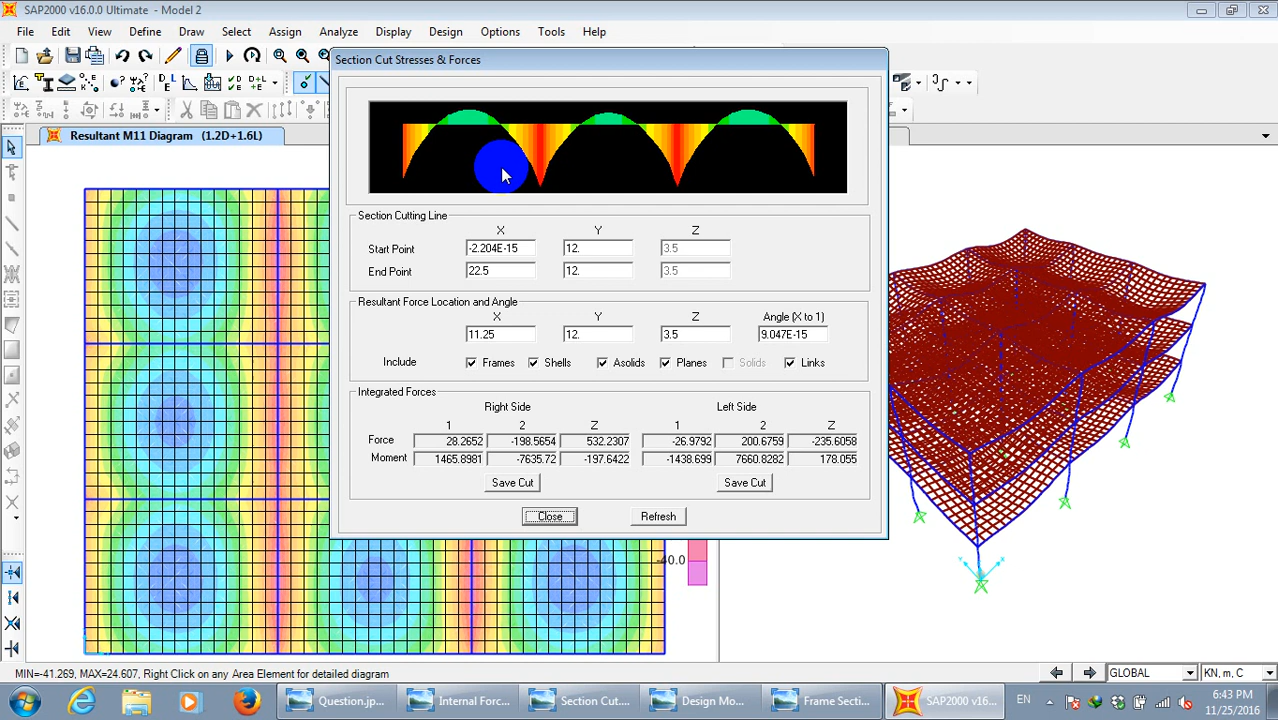 SAP2000 v16.0.0 Ultimate - Model 2
File Edit View Define Draw Select Assign Analyze Display Design Options Tools Help
Section Cut Stresses & Forces
Resultant M11 Diagram (1.2D+1.6L)
Section Cutting Line
X Y Z
Start Point -2.204E-15 12. 3.5
End Point 22.5 12. 3.5
Resultant Force Location and Angle
X Y Z Angle (X to 1)
11.25 12. 3.5 9.047E-15
Include Frames Shells Asolids Planes Solids Links
Integrated Forces
Right Side Left Side
1 2 Z 1 2 Z
Force 28.2652 -198.5654 532.2307 -26.9792 200.6759 -235.6058
Moment 1465.8981 -7635.72 -197.6422 -1438.699 7660.8282 178.055
Save Cut Save Cut
Close Refresh
-40.0
MIN=-41.269, MAX=24.607, Right Click on any Area Element for detailed diagram
GLOBAL KN, m, C
Question.jp... Internal Forc... Section Cut.... Design Mo... Frame Secti... SAP2000 v16...
EN
6:43 PM
11/25/2016